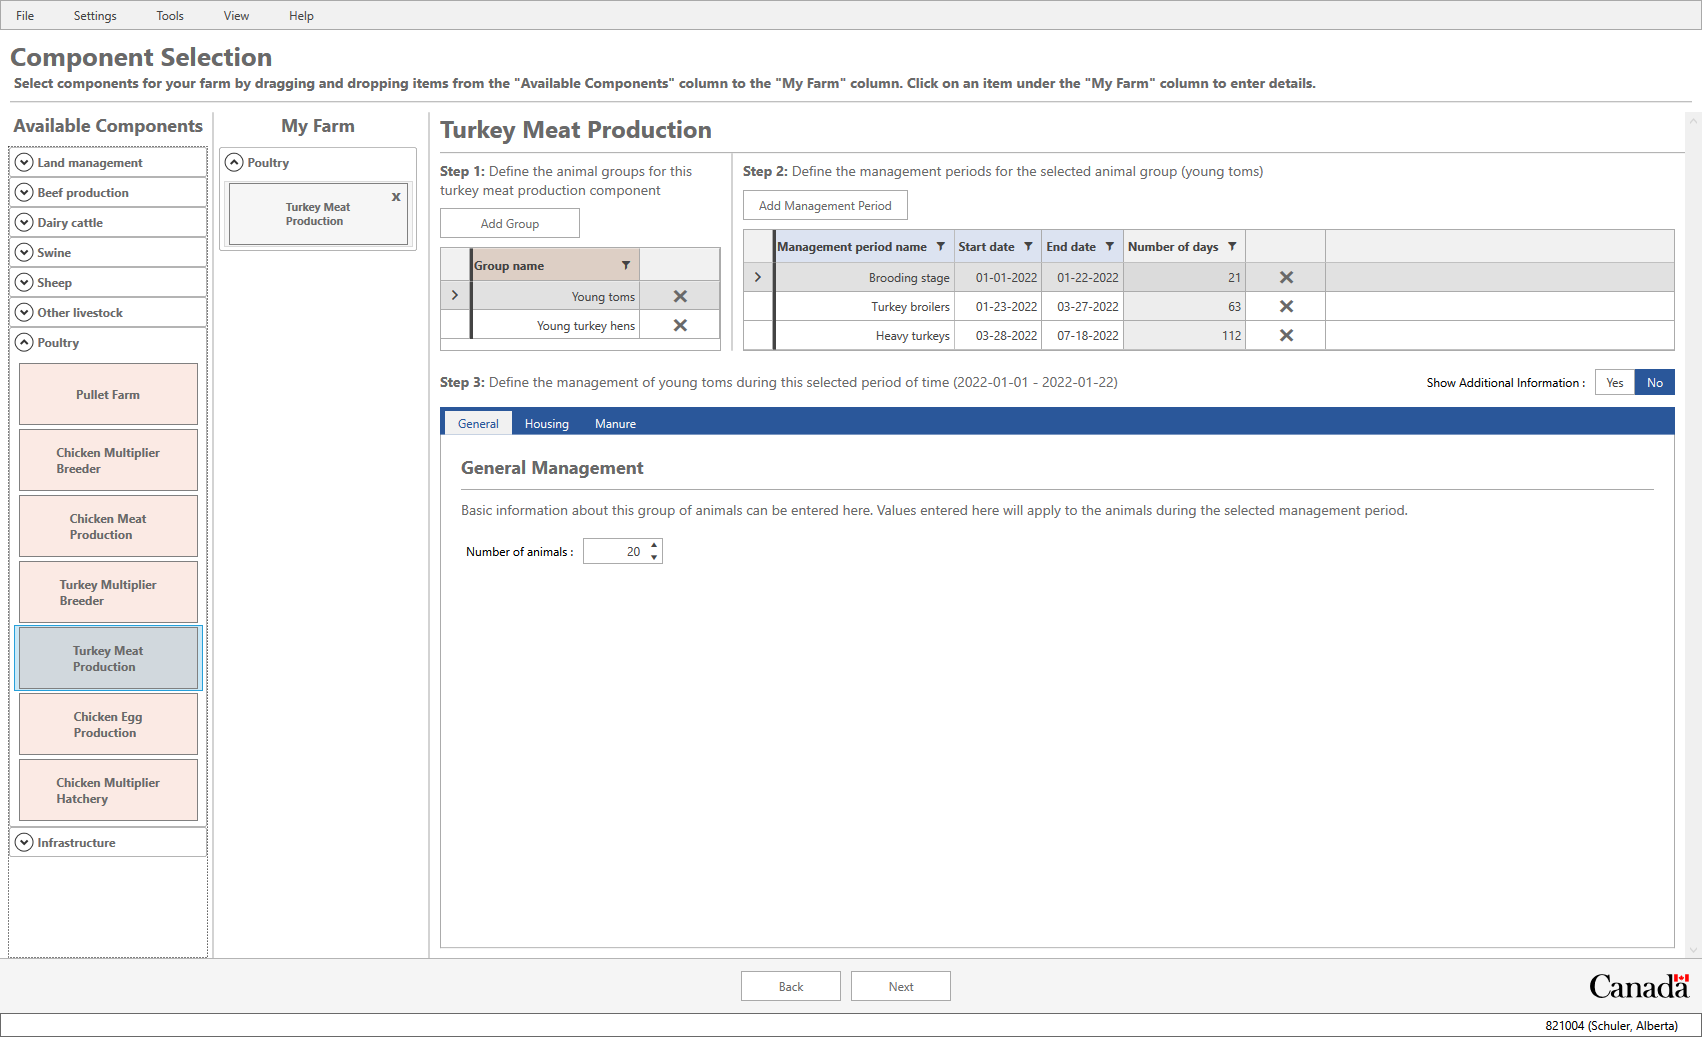 File Settings Tools View Help
Component Selection
Select components for your farm by dragging and dropping items from the "Available Components" column to the "My Farm" column. Click on an item under the "My Farm" column to enter details.
Available Components
Land management
Beef production
Dairy cattle
Swine
Sheep
Other livestock
Poultry
Pullet Farm
Chicken Multiplier
Breeder
Chicken Meat
Production
Turkey Multiplier
Breeder
Turkey Meat
Production
Chicken Egg
Production
Chicken Multiplier
Hatchery
Infrastructure
My Farm
Poultry
Turkey Meat
Production
x
Turkey Meat Production
Step 1: Define the animal groups for this
turkey meat production component
Add Group
Group name
Young toms
Young turkey hens
Step 2: Define the management periods for the selected animal group (young toms)
Add Management Period
Management period name Start date End date Number of days
Brooding stage 01-01-2022 01-22-2022 21
Turkey broilers 01-23-2022 03-27-2022 63
Heavy turkeys 03-28-2022 07-18-2022 112
Step 3: Define the management of young toms during this selected period of time (2022-01-01 - 2022-01-22)
Show Additional Information : Yes No
General Housing Manure
General Management
Basic information about this group of animals can be entered here. Values entered here will apply to the animals during the selected management period.
Number of animals : 20
Back Next
Canada
821004 (Schuler, Alberta)